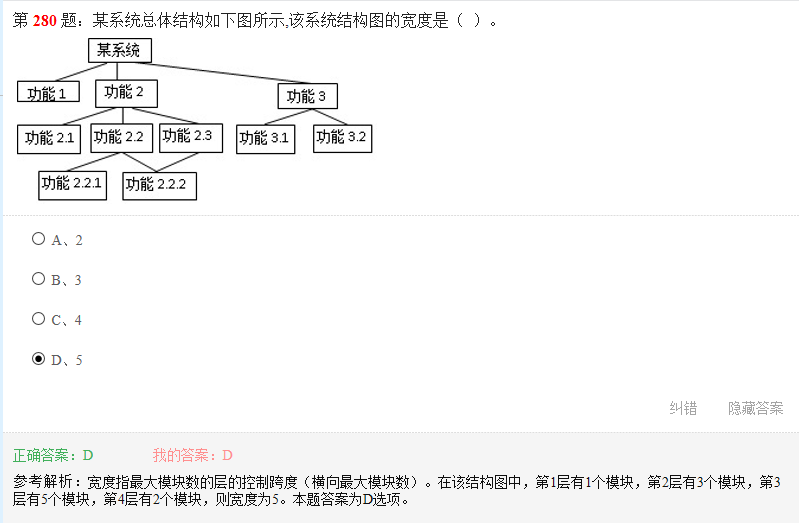 第 280 题：某系统总体结构如下图所示,该系统结构图的宽度是（ ）。
某系统
功能 1
功能 2
功能 3
功能 2.1
功能 2.2
功能 2.3
功能 3.1
功能 3.2
功能 2.2.1
功能 2.2.2
A、2
B、3
C、4
D、5
纠错 隐藏答案
正确答案：D 我的答案：D
参考解析：宽度指最大模块数的层的控制跨度（横向最大模块数）。在该结构图中，第1层有1个模块，第2层有3个模块，第3
层有5个模块，第4层有2个模块，则宽度为5。本题答案为D选项。